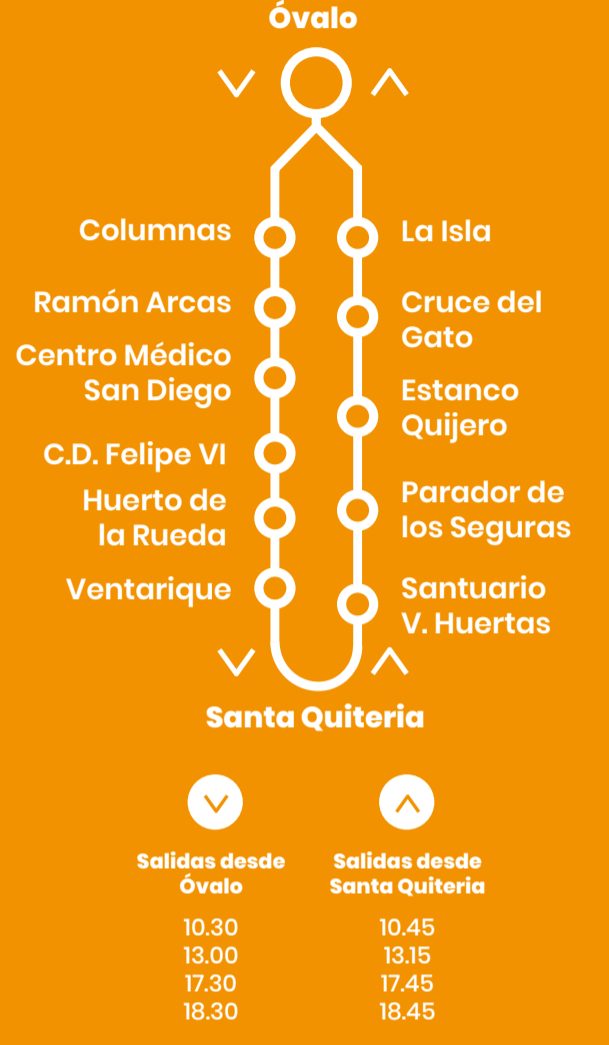 Óvalo
Columnas
Ramón Arcas
Centro Médico
San Diego
C.D. Felipe VI
Huerto de
la Rueda
Ventarique
La Isla
Cruce del
Gato
Estanco
Quijero
Parador de
los Seguras
Santuario
V. Huertas
Santa Quiteria
Salidas desde
Óvalo
10.30
13.00
17.30
18.30
Salidas desde
Santa Quiteria
10.45
13.15
17.45
18.45